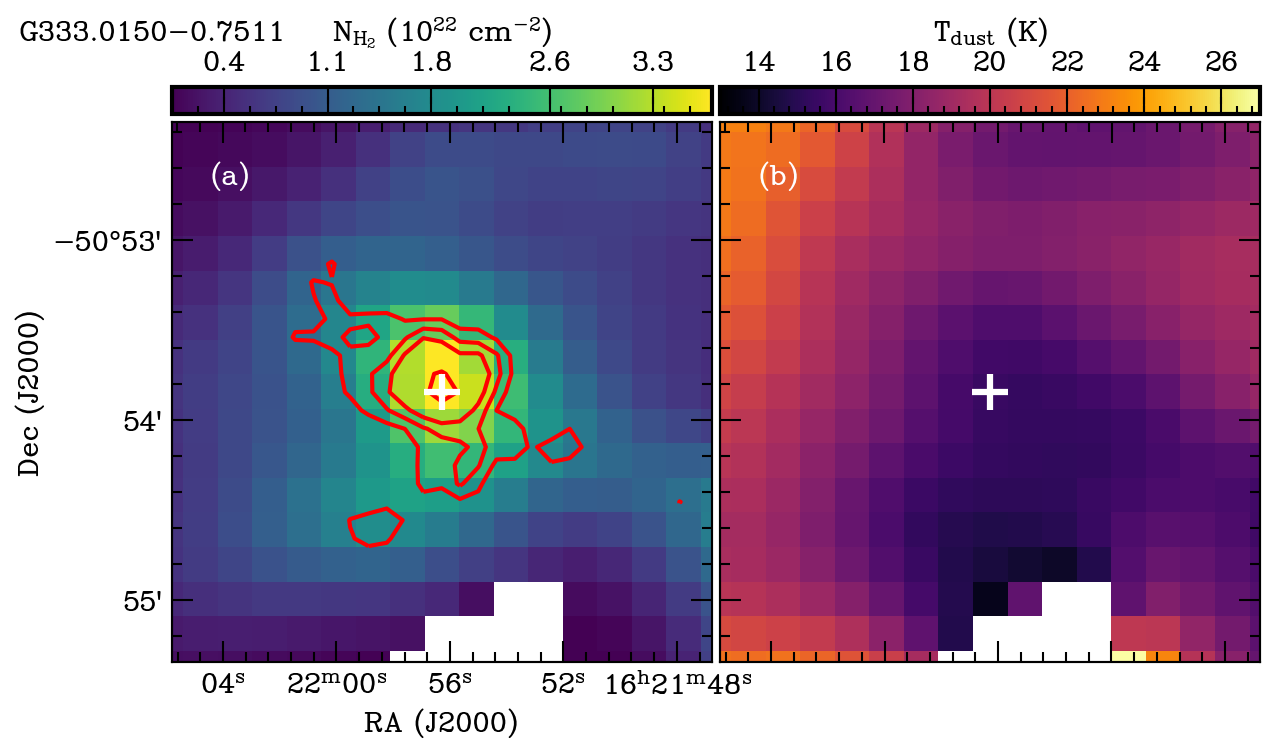 G333.0150−0.7511 N_H₂ (10²² cm⁻²) T_dust (K)
0.4 1.1 1.8 2.6 3.3 14 16 18 20 22 24 26
(a) (b)
−50°53'
54'
55'
Dec (J2000)
04ˢ 22ᵐ00ˢ 56ˢ 52ˢ 16ʰ21ᵐ48ˢ
RA (J2000)